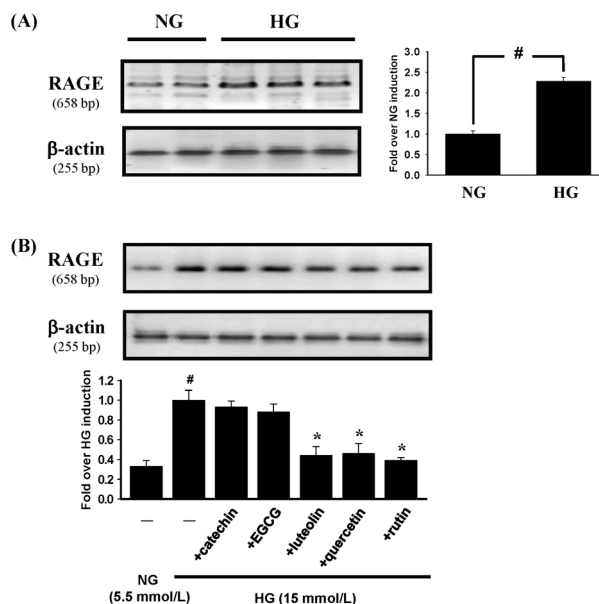 (A)
NG HG
RAGE
(658 bp)
β-actin
(255 bp)
Fold over NG induction
3.0
2.5
2.0
1.5
1.0
0.5
0.0
#
NG HG
(B)
RAGE
(658 bp)
β-actin
(255 bp)
Fold over HG induction
1.2
1.0
0.8
0.6
0.4
0.2
0.0
#
* * *
— — +catechin +EGCG +luteolin +quercetin +rutin
NG
(5.5 mmol/L) HG (15 mmol/L)